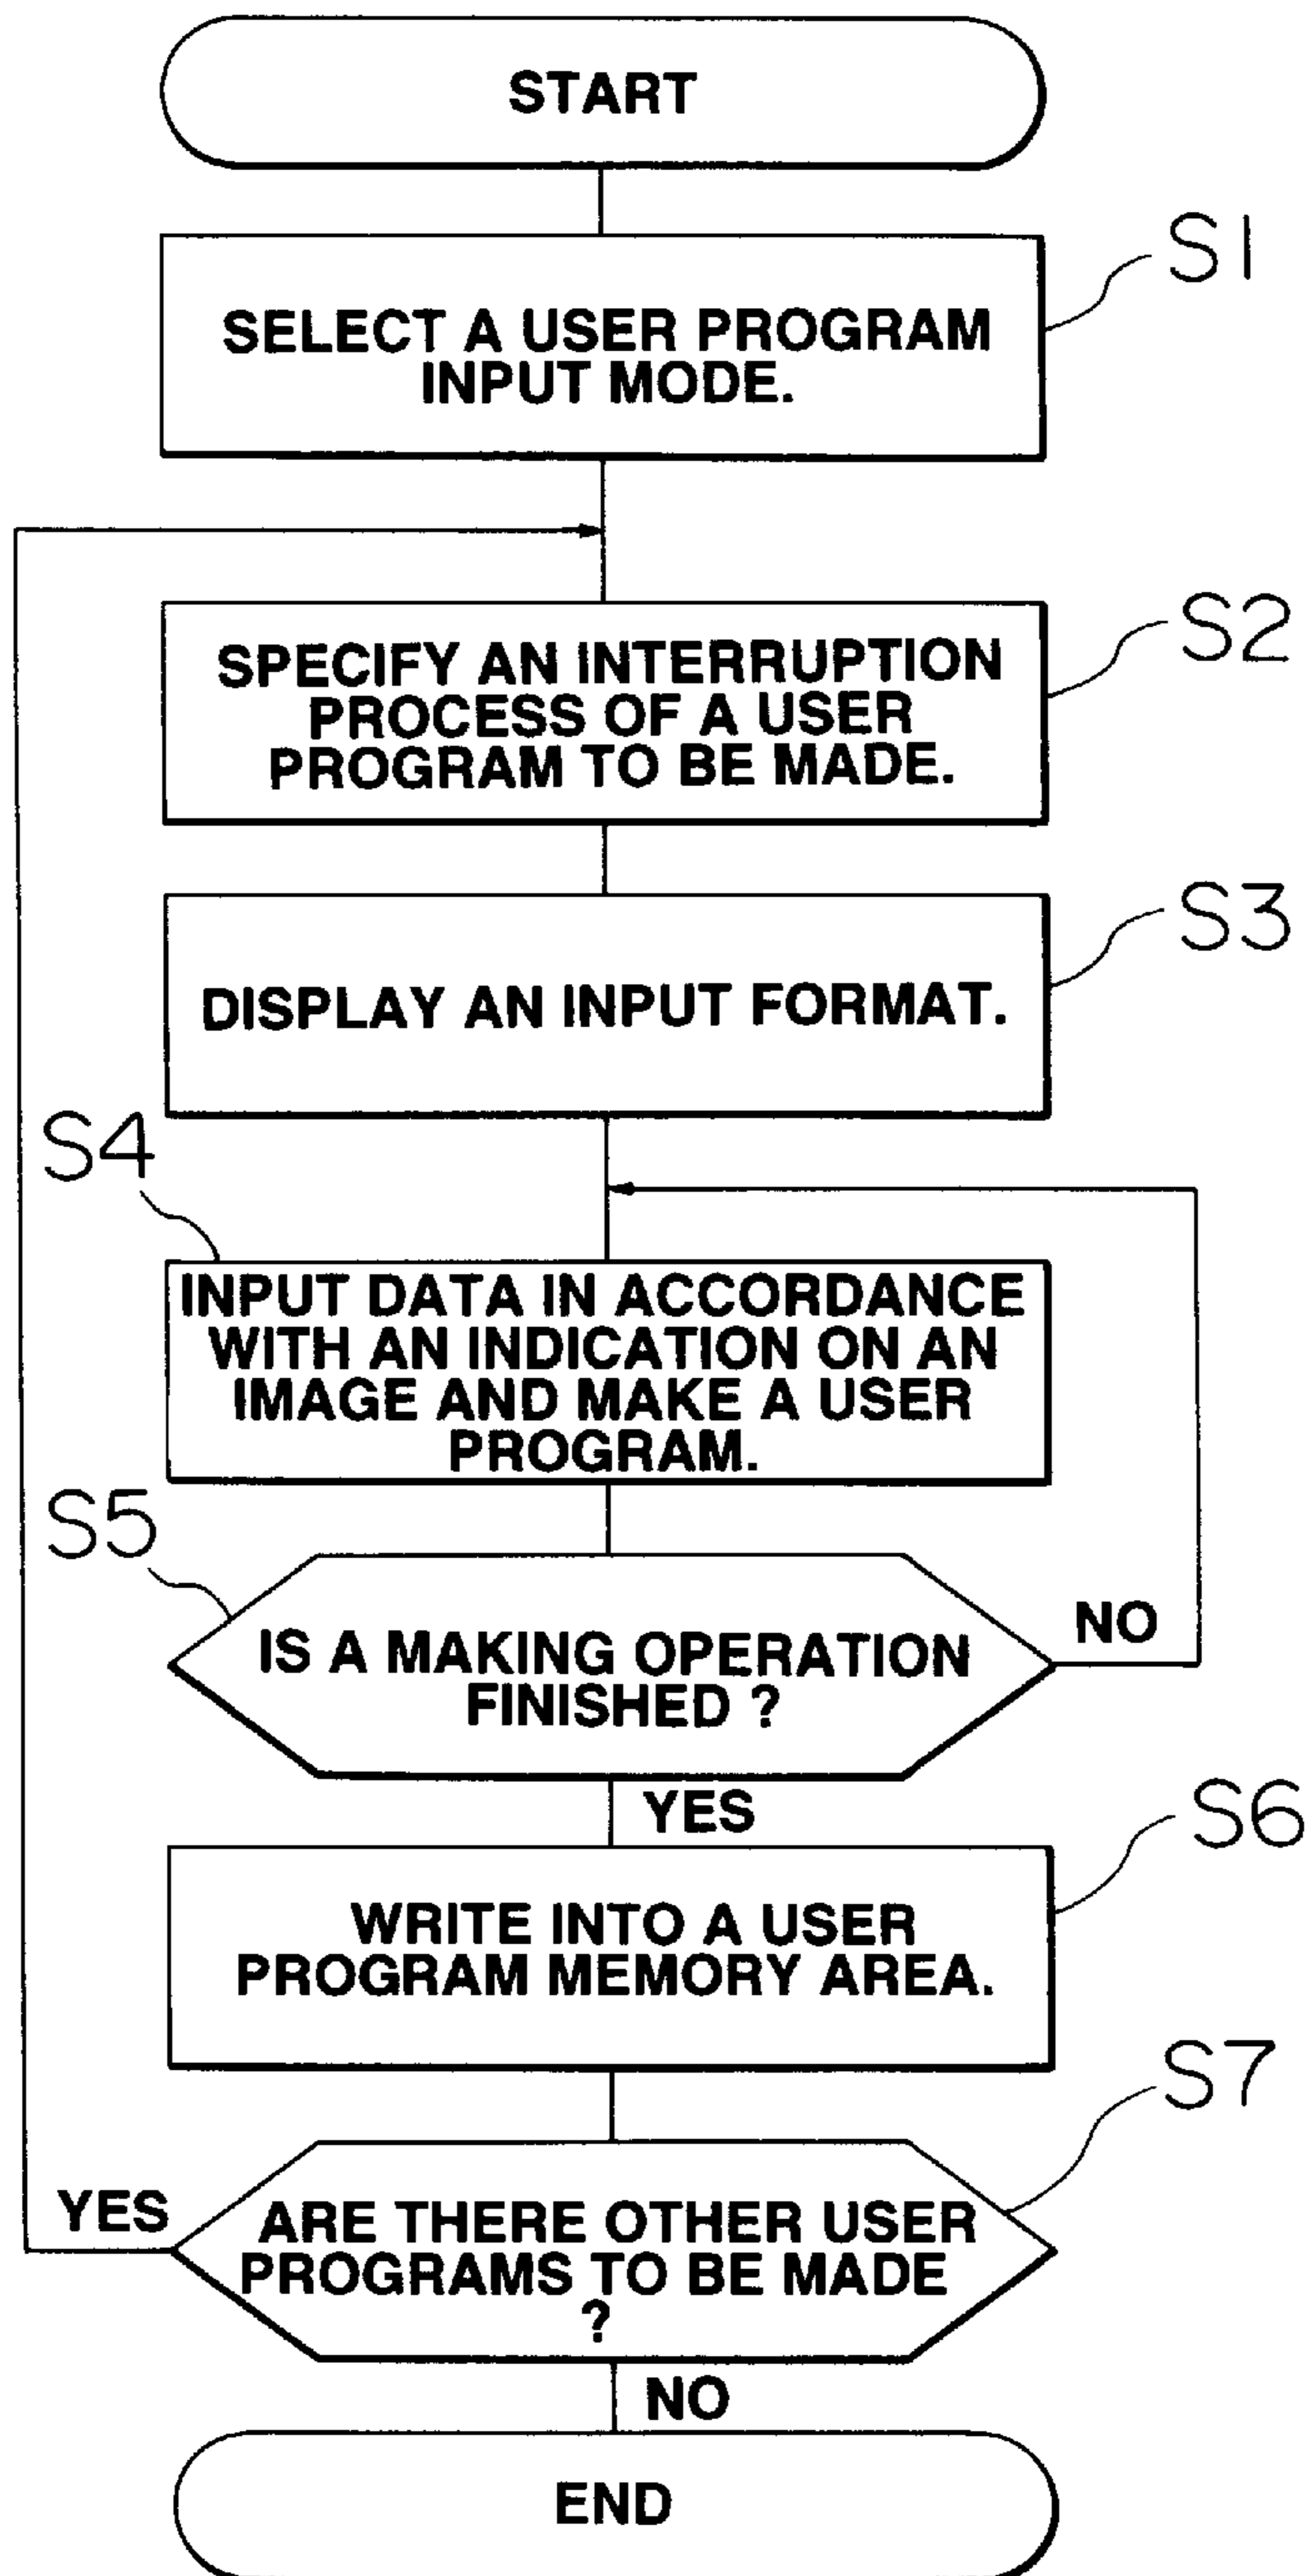 START
S1
SELECT A USER PROGRAM
INPUT MODE.
S2
SPECIFY AN INTERRUPTION
PROCESS OF A USER
PROGRAM TO BE MADE.
S3
DISPLAY AN INPUT FORMAT.
S4
INPUT DATA IN ACCORDANCE
WITH AN INDICATION ON AN
IMAGE AND MAKE A USER
PROGRAM.
S5
IS A MAKING OPERATION
FINISHED ?
NO
YES
S6
WRITE INTO A USER
PROGRAM MEMORY AREA.
S7
YES
ARE THERE OTHER USER
PROGRAMS TO BE MADE
?
NO
END